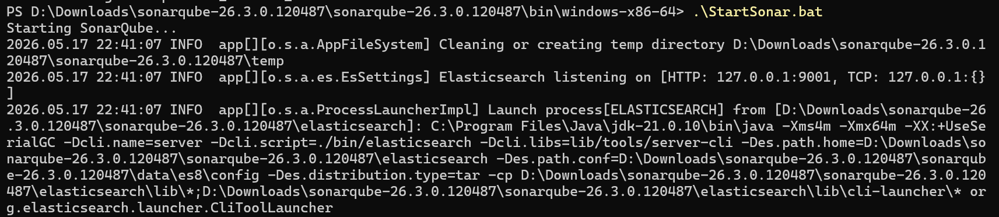 PS D:\Downloads\sonarqube-26.3.0.120487\sonarqube-26.3.0.120487\bin\windows-x86-64> .\StartSonar.bat
Starting SonarQube...
2026.05.17 22:41:07 INFO  app[][o.s.a.AppFileSystem] Cleaning or creating temp directory D:\Downloads\sonarqube-26.3.0.1
20487\sonarqube-26.3.0.120487\temp
2026.05.17 22:41:07 INFO  app[][o.s.a.es.EsSettings] Elasticsearch listening on [HTTP: 127.0.0.1:9001, TCP: 127.0.0.1:{}
]
2026.05.17 22:41:07 INFO  app[][o.s.a.ProcessLauncherImpl] Launch process[ELASTICSEARCH] from [D:\Downloads\sonarqube-26
.3.0.120487\sonarqube-26.3.0.120487\elasticsearch]: C:\Program Files\Java\jdk-21.0.10\bin\java -Xms4m -Xmx64m -XX:+UseSe
rialGC -Dcli.name=server -Dcli.script=./bin/elasticsearch -Dcli.libs=lib/tools/server-cli -Des.path.home=D:\Downloads\so
narqube-26.3.0.120487\sonarqube-26.3.0.120487\elasticsearch -Des.path.conf=D:\Downloads\sonarqube-26.3.0.120487\sonarqub
e-26.3.0.120487\data\es8\config -Des.distribution.type=tar -cp D:\Downloads\sonarqube-26.3.0.120487\sonarqube-26.3.0.120
487\elasticsearch\lib\*;D:\Downloads\sonarqube-26.3.0.120487\sonarqube-26.3.0.120487\elasticsearch\lib\cli-launcher\* or
g.elasticsearch.launcher.CliToolLauncher